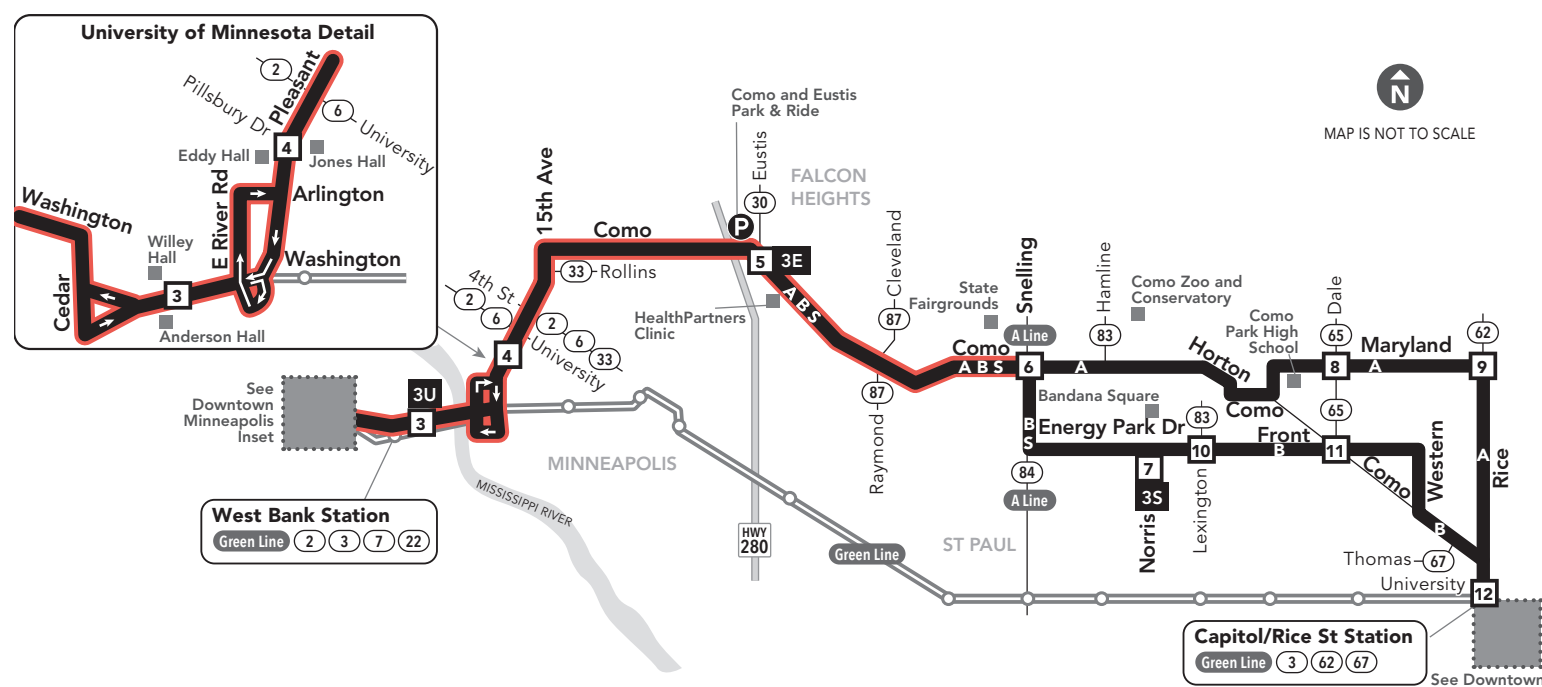 University of Minnesota Detail
2
Pleasant
Pillsbury Dr
6
University
4
Eddy Hall
Jones Hall
E River Rd
Arlington
Washington
Willey
Hall
Washington
Cedar
3
Anderson Hall
Como and Eustis
Park & Ride
Eustis
30
P
FALCON
HEIGHTS
N
MAP IS NOT TO SCALE
15th Ave
Como
5
3E
33
Rollins
4th St
2
6
2
6
33
University
4
HealthPartners
Clinic
A B S
Cleveland
87
87
Raymond
State
Fairgrounds
Snelling
A Line
Como
A B S
6
Hamline
83
A
Como Zoo and
Conservatory
Horton
Como
Como
Park High
School
Dale
65
8
Maryland
A
62
9
See
Downtown
Minneapolis
Inset
3U
3
Bandana Square
B
S
Energy Park Dr
83
10
Front
B
65
11
Como
Western
B
A
Rice
84
A Line
7
3S
Norris
Lexington
MINNEAPOLIS
MISSISSIPPI RIVER
HWY
280
Green Line
ST PAUL
Thomas
67
University
12
West Bank Station
Green Line
2
3
7
22
Capitol/Rice St Station
Green Line
3
62
67
See Downtown